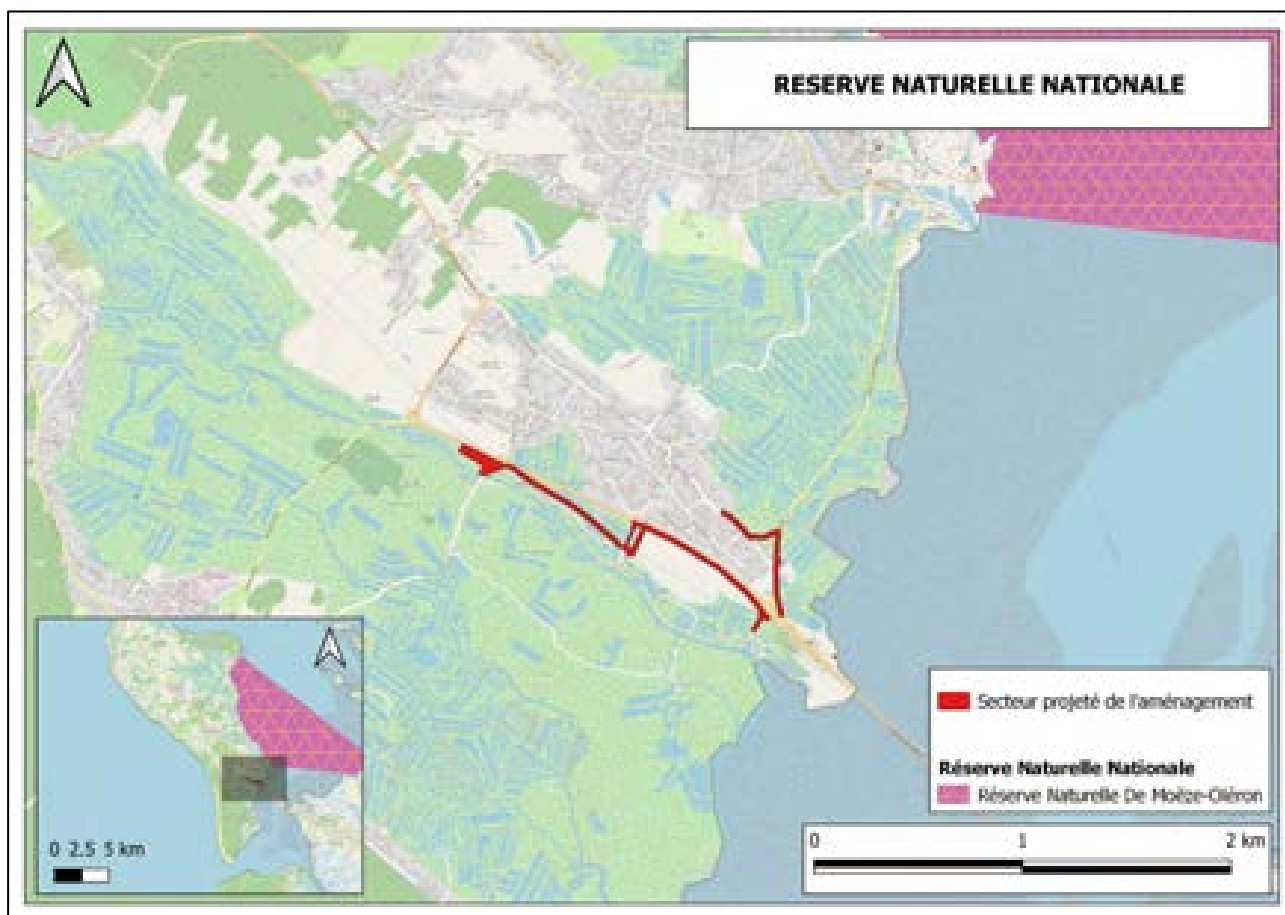 RESERVE NATURELLE NATIONALE
Secteur projeté de l'aménagement
Réserve Naturelle Nationale
Réserve Naturelle De Moëze-Oléron
0 2.5 5 km
0 1 2 km